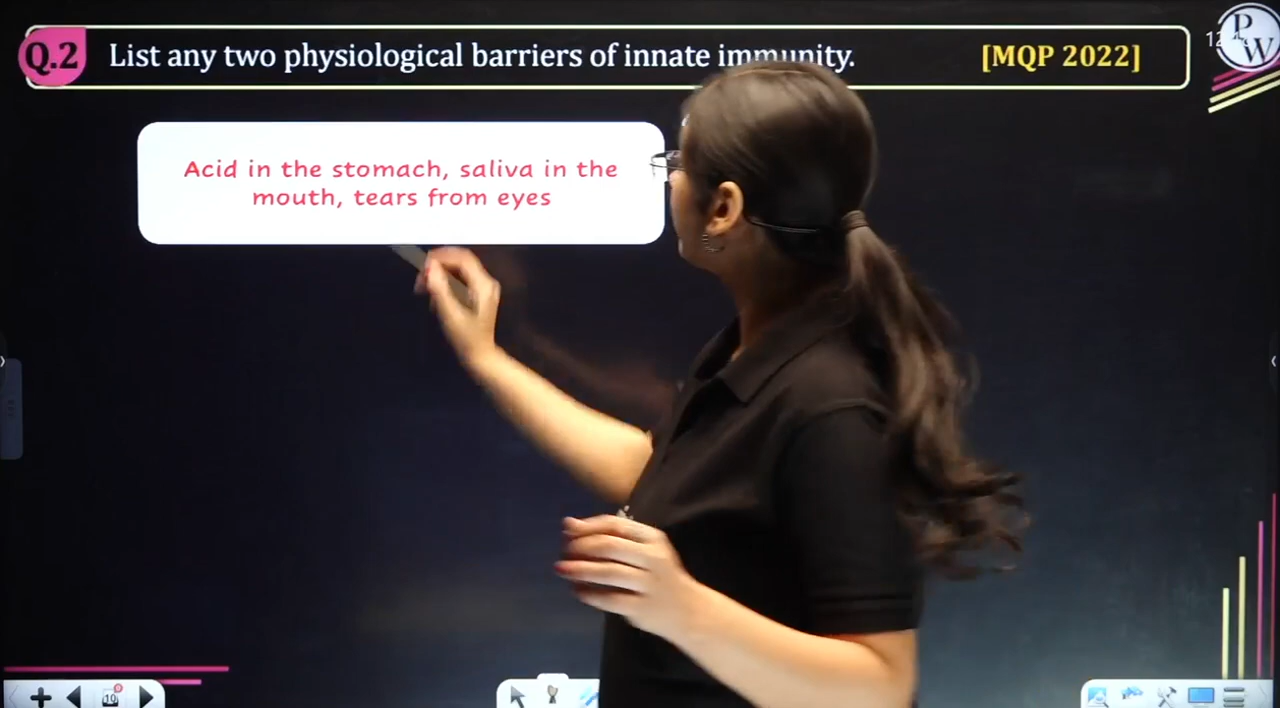 Q.2 List any two physiological barriers of innate immunity. [MQP 2022]
P
W
Acid in the stomach, saliva in the
mouth, tears from eyes
10